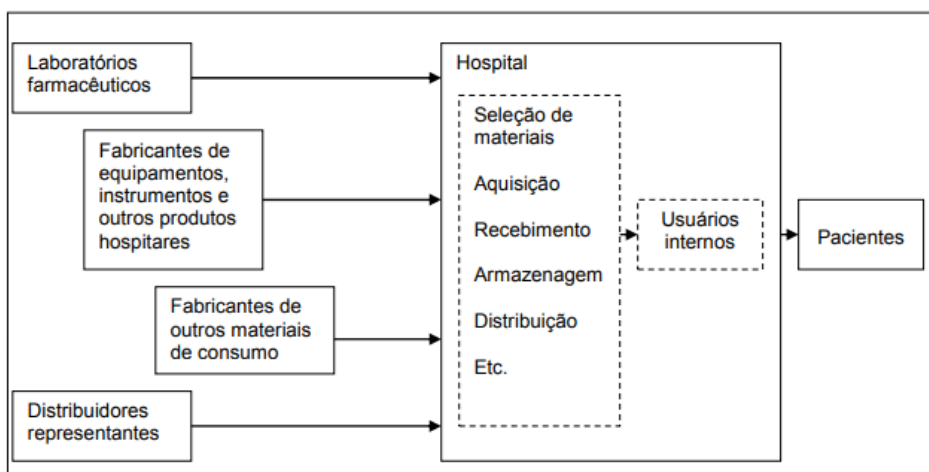 Laboratórios
farmacêuticos
Fabricantes de
equipamentos,
instrumentos e
outros produtos
hospitares
Fabricantes de
outros materiais
de consumo
Distribuidores
representantes
Hospital
Seleção de
materiais
Aquisição
Recebimento
Armazenagem
Distribuição
Etc.
Usuários
internos
Pacientes